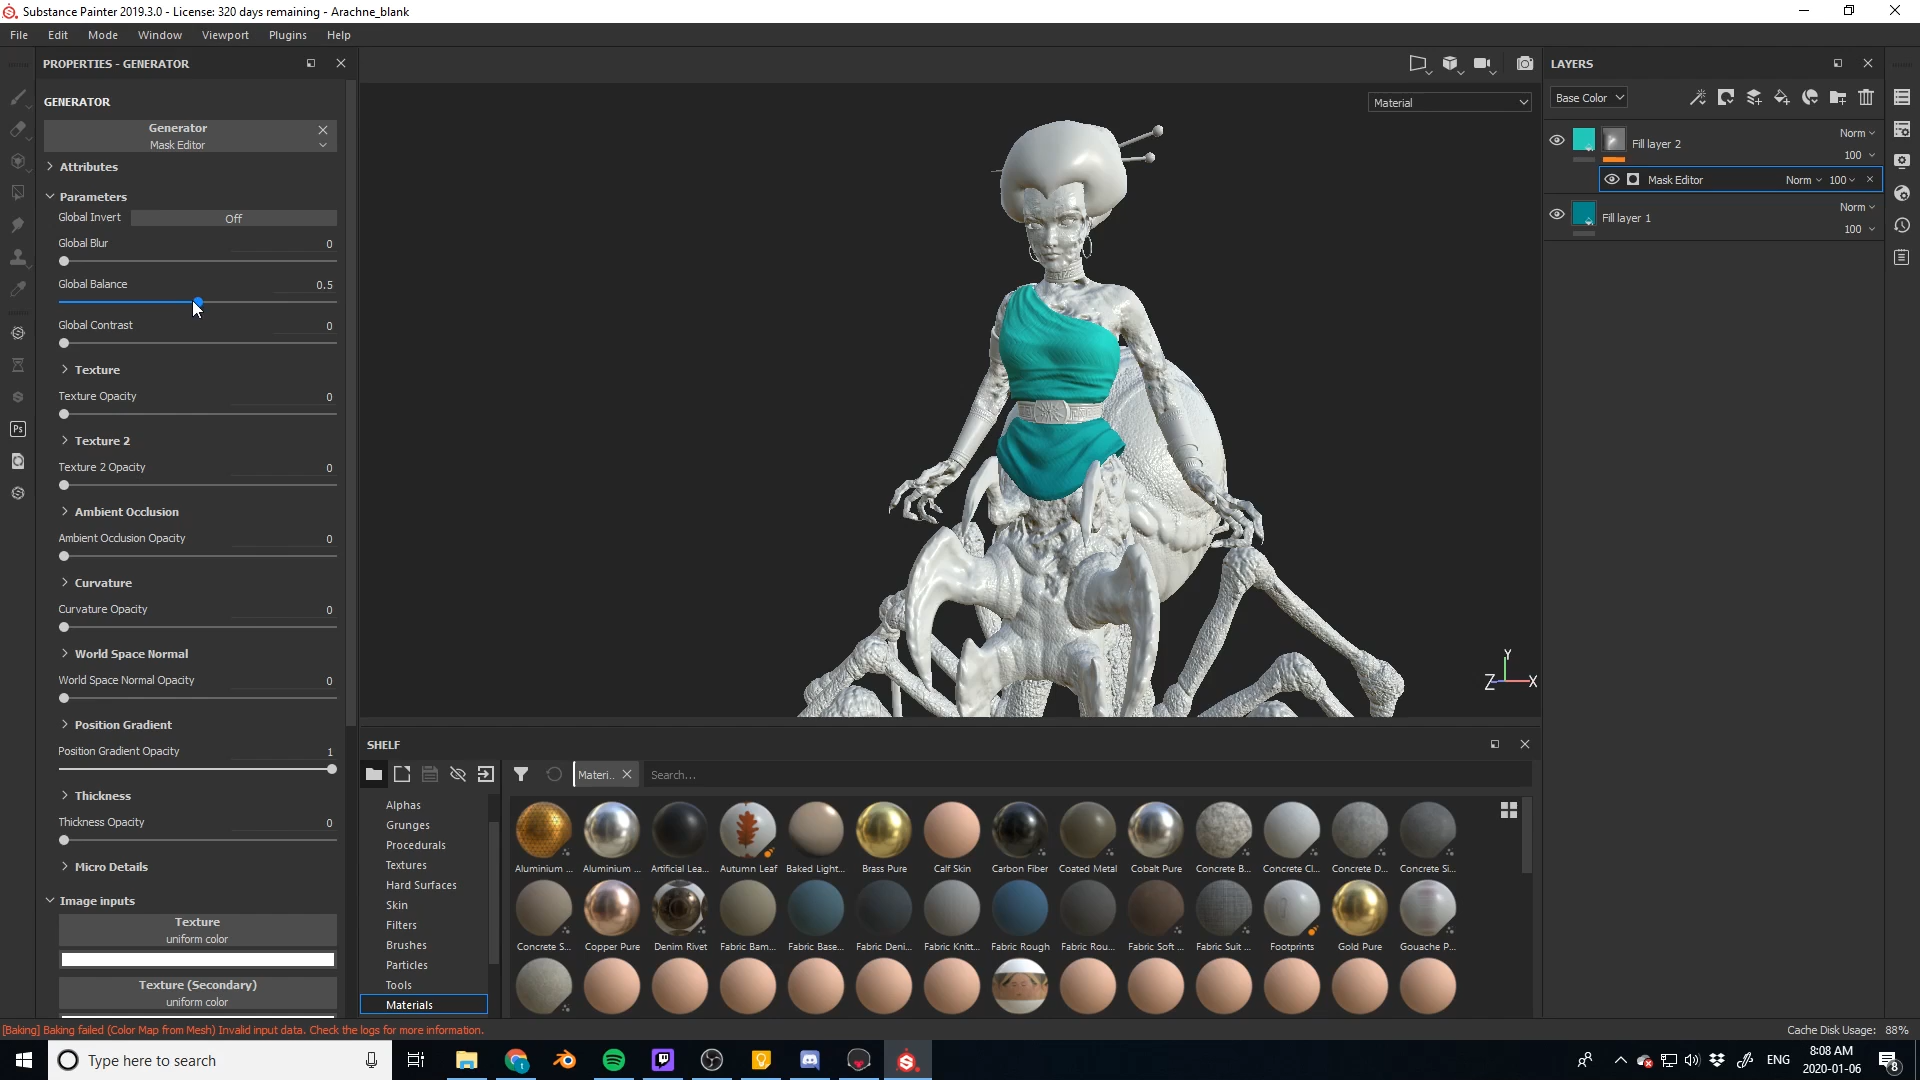 Substance Painter 2019.3.0 - License: 320 days remaining - Arachne_blank
File Edit Mode Window Viewport Plugins Help
PROPERTIES - GENERATOR
GENERATOR
Generator
Mask Editor
Attributes
Parameters
Global Invert Off
Global Blur 0
Global Balance 0.5
Global Contrast 0
Texture
Texture Opacity 0
Texture 2
Texture 2 Opacity 0
Ambient Occlusion
Ambient Occlusion Opacity 0
Curvature
Curvature Opacity 0
World Space Normal
World Space Normal Opacity 0
Position Gradient
Position Gradient Opacity 1
Thickness
Thickness Opacity 0
Micro Details
Image inputs
Texture
uniform color
Texture (Secondary)
uniform color
Ps
Material
Y
Z X
LAYERS
Base Color
Fill layer 2 Norm
100
Mask Editor Norm 100
Fill layer 1 Norm
100
SHELF
Materi.. Search...
Alphas
Grunges
Procedurals
Textures
Hard Surfaces
Skin
Filters
Brushes
Particles
Tools
Materials
Aluminium ... Aluminium ... Artificial Lea... Autumn Leaf Baked Light... Brass Pure Calf Skin Carbon Fiber Coated Metal Cobalt Pure Concrete B... Concrete Cl... Concrete D... Concrete Si...
Concrete S... Copper Pure Denim Rivet Fabric Bam... Fabric Base... Fabric Deni... Fabric Knitt... Fabric Rough Fabric Rou... Fabric Soft ... Fabric Suit ... Footprints Gold Pure Gouache P...
[Baking] Baking failed (Color Map from Mesh) Invalid input data. Check the logs for more information.
Cache Disk Usage: 88%
Type here to search
ENG
8:08 AM
2020-01-06
8